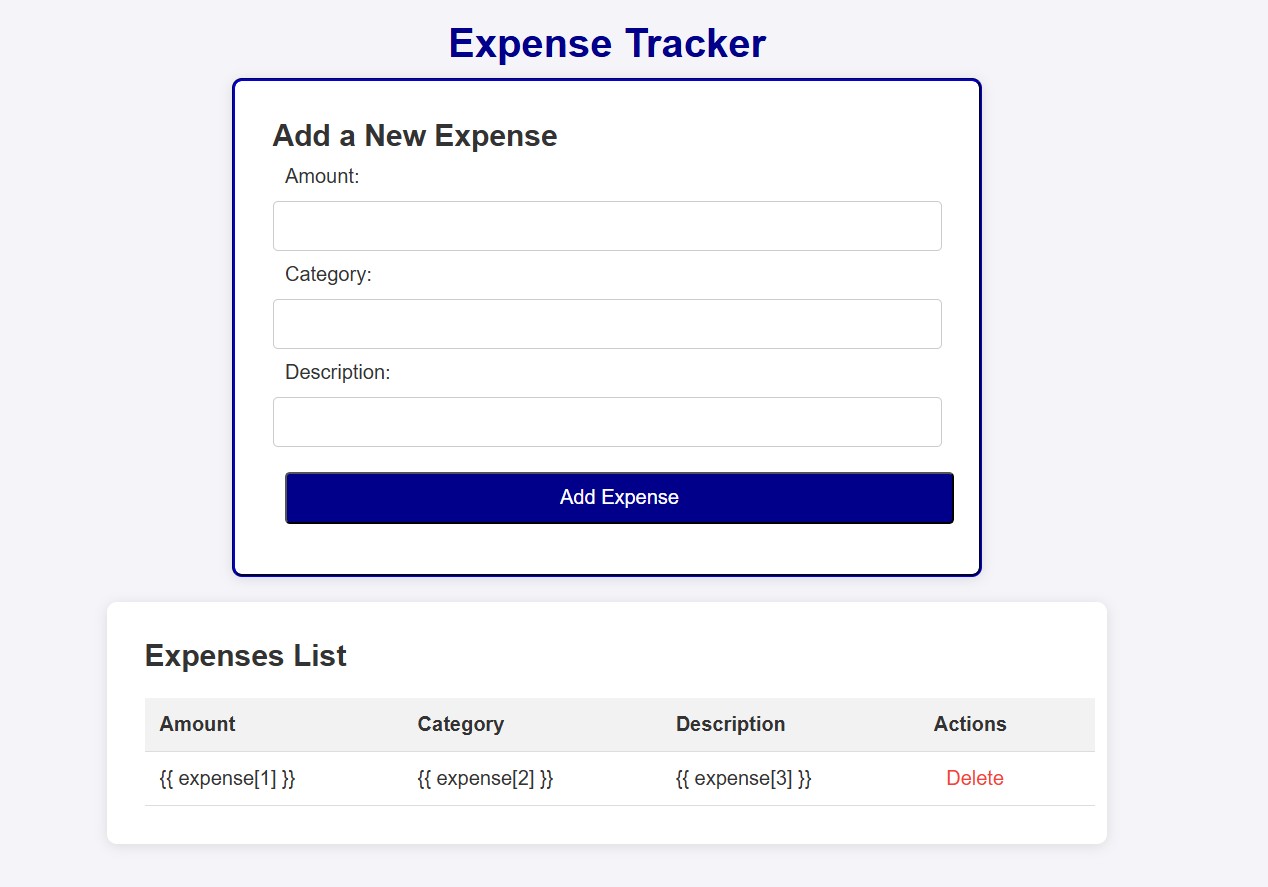 Expense Tracker
Add a New Expense
Amount:
Category:
Description:
Add Expense
Expenses List
Amount Category Description Actions
{{ expense[1] }} {{ expense[2] }} {{ expense[3] }} Delete